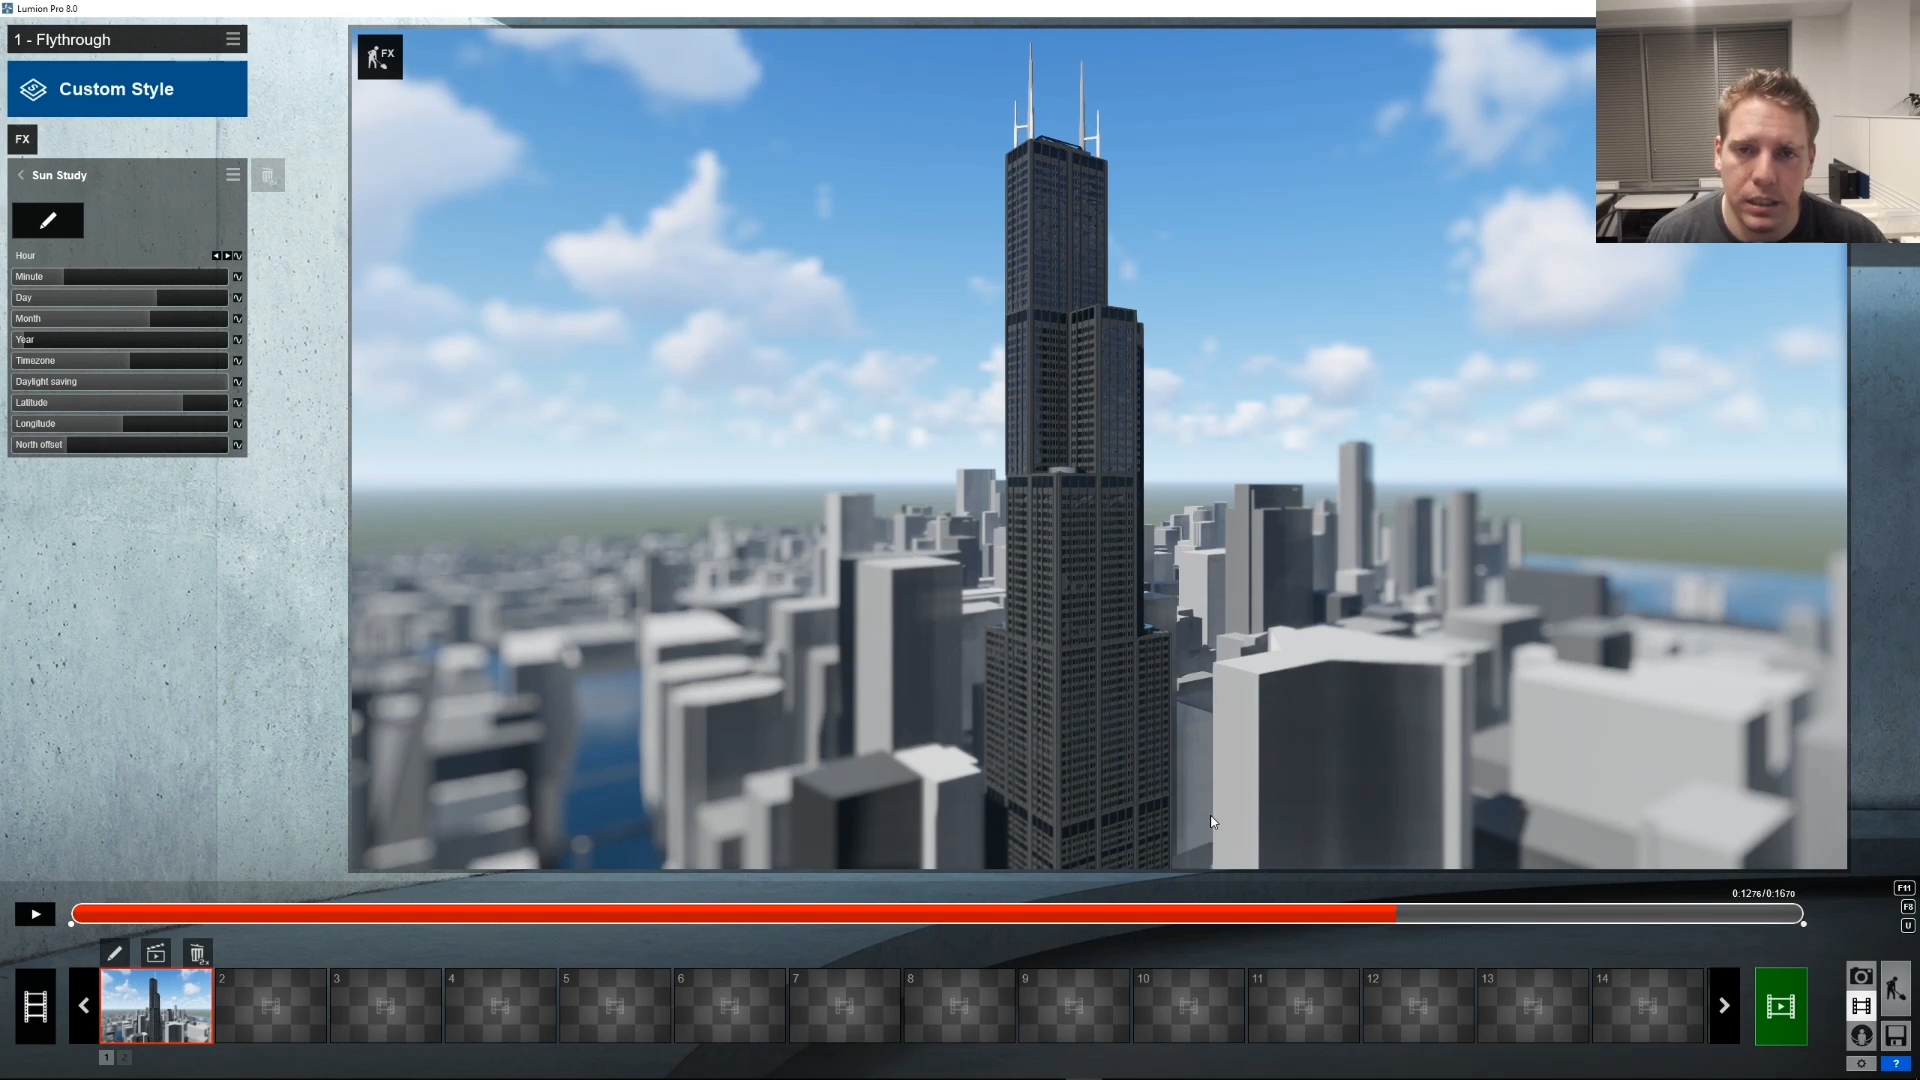 Lumion Pro 8.0
1 - Flythrough
FX
Custom Style
FX
Sun Study
Hour
Minute
Day
Month
Year
Timezone
Daylight saving
Latitude
Longitude
North offset
0:1276/0:1670
F11
F8
U
2
3
4
5
6
7
8
9
10
11
12
13
14
1 2
?